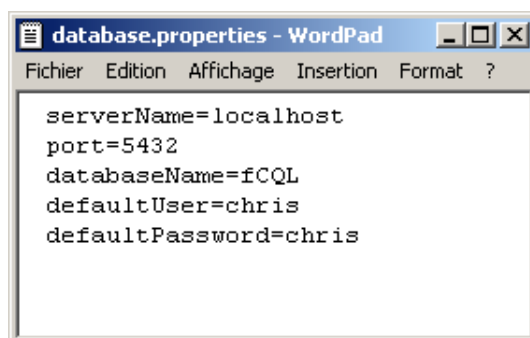 database.properties - WordPad
Fichier Edition Affichage Insertion Format ?
serverName=localhost
port=5432
databaseName=fCQL
defaultUser=chris
defaultPassword=chris